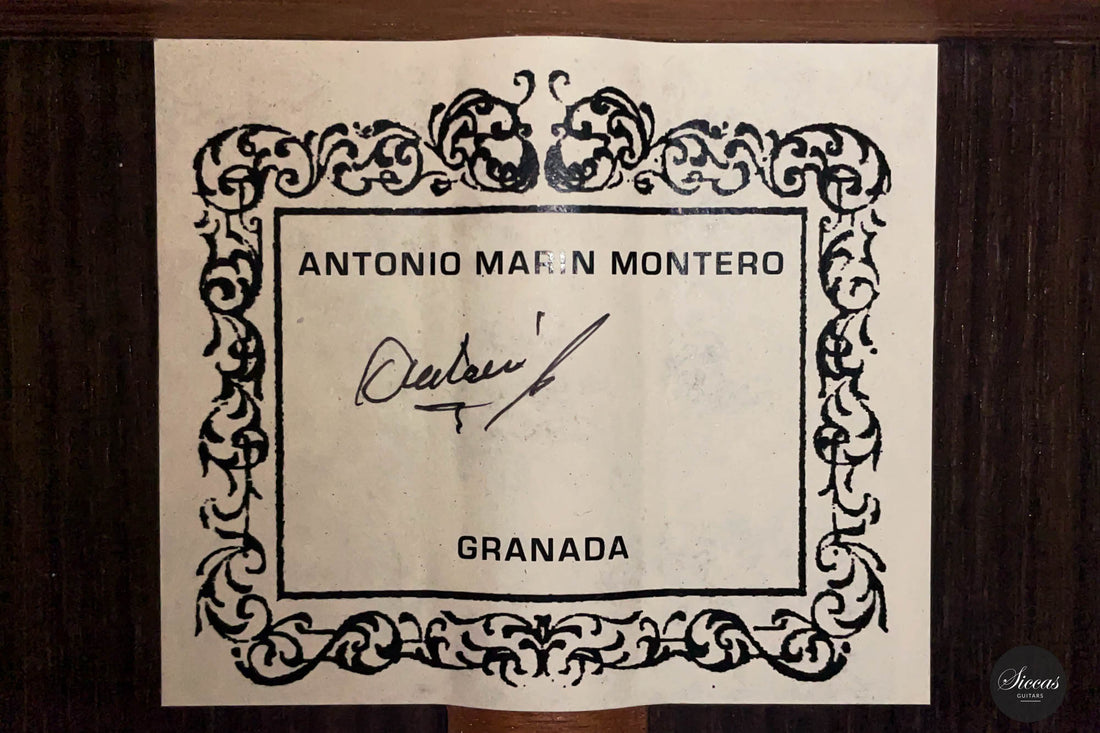 ANTONIO MARIN MONTERO
GRANADA
Siccas
GUITARS